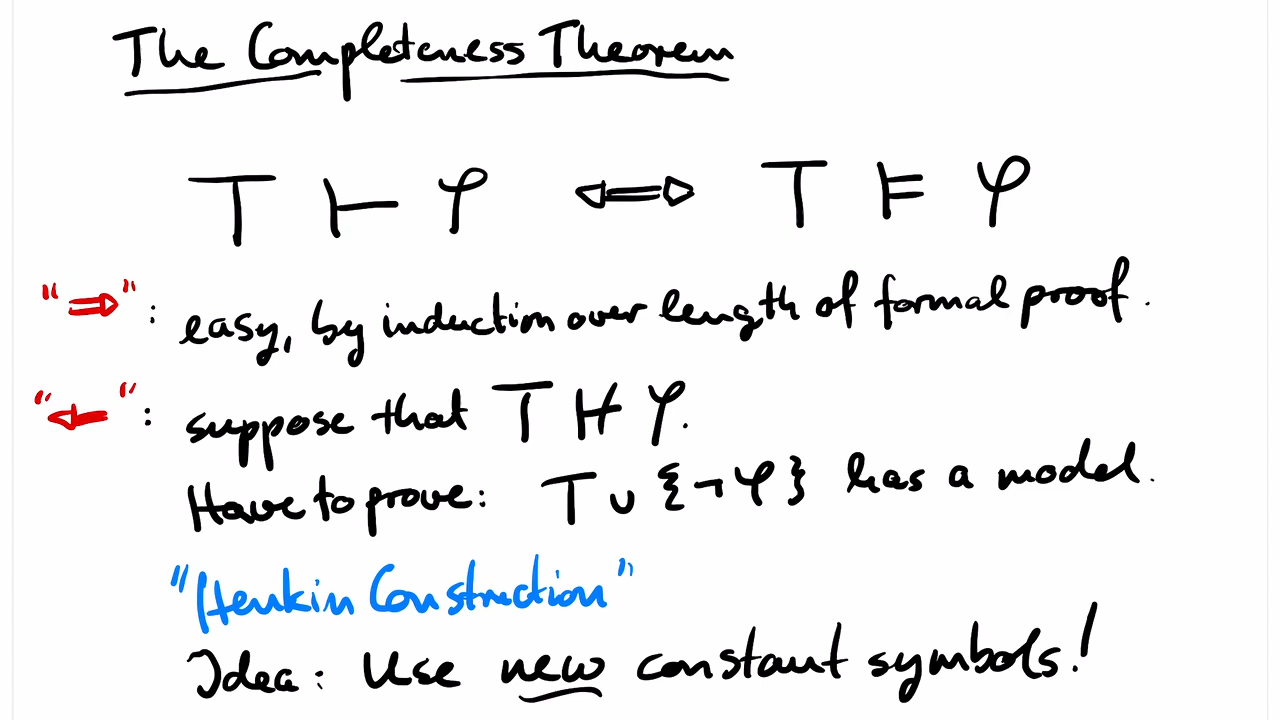 The Completeness Theorem
T ⊢ φ ⟺ T ⊨ φ
"⇒": easy, by induction over length of formal proof.
"⇐": suppose that T ⊬ φ.
Have to prove: T ∪ {¬φ} has a model.
"Henkin Construction"
Idea: Use new constant symbols!